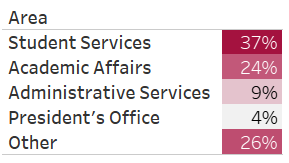 Area
Student Services 37%
Academic Affairs 24%
Administrative Services 9%
President's Office 4%
Other 26%